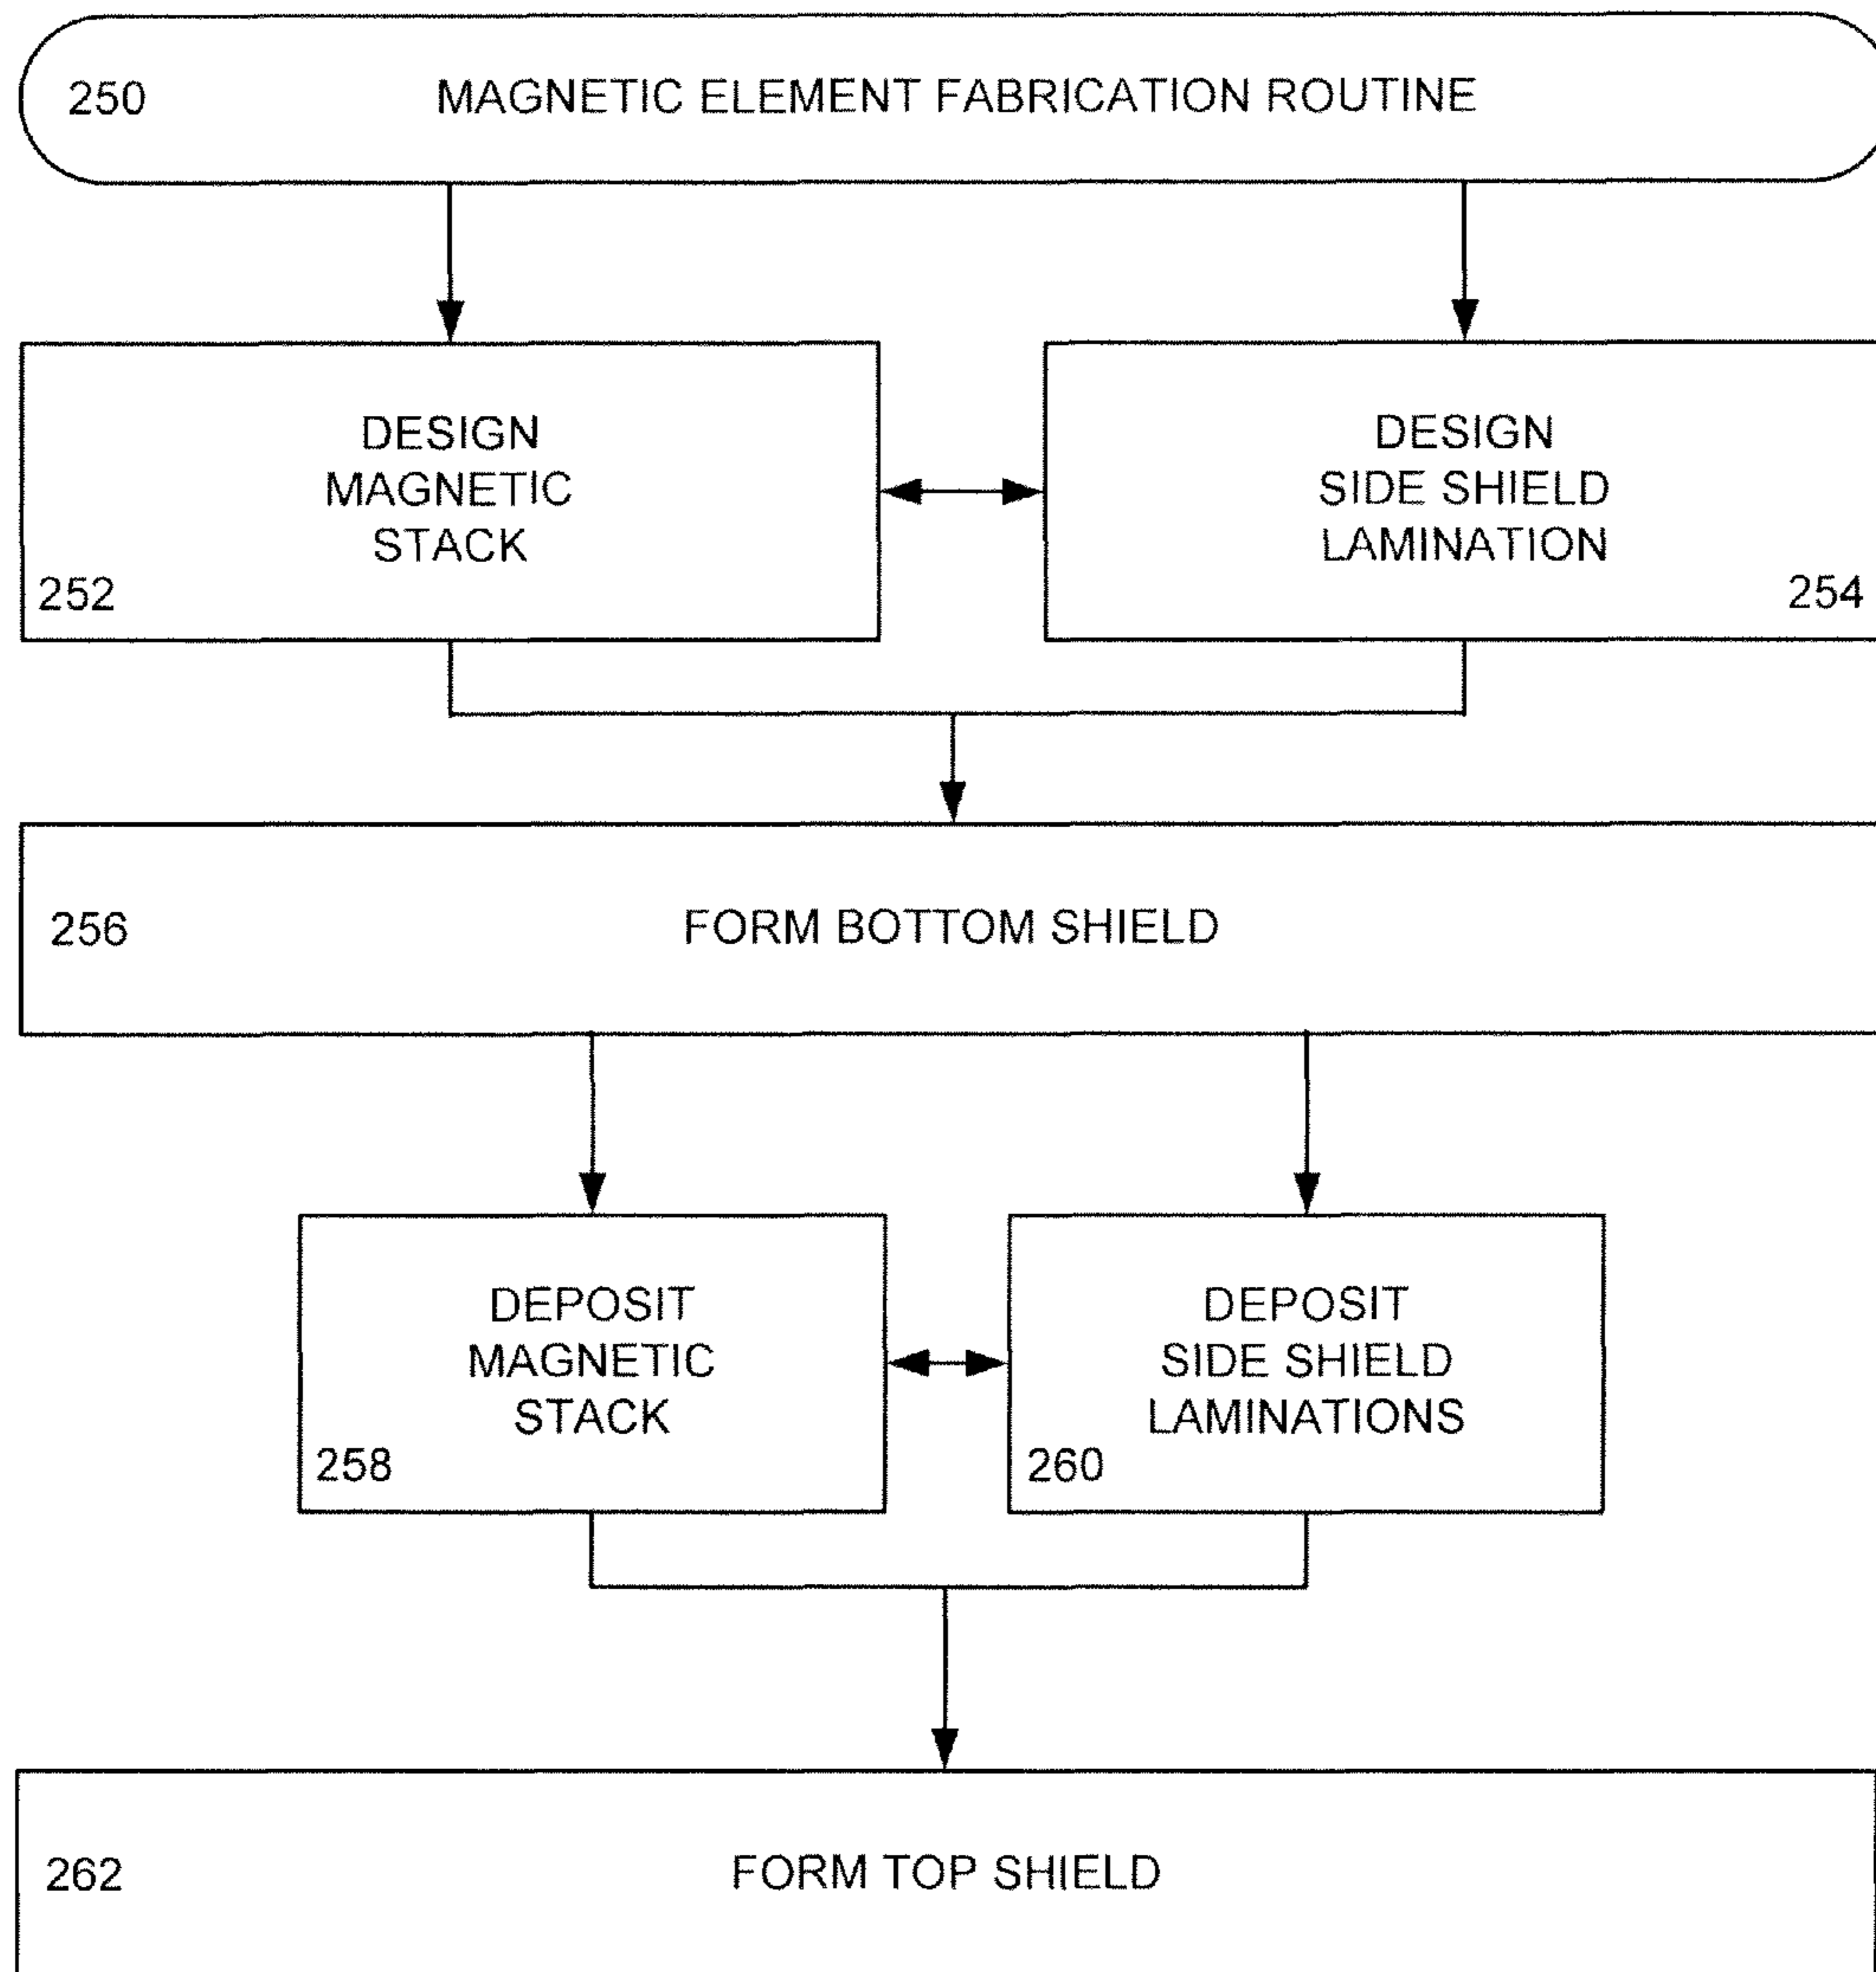 250 MAGNETIC ELEMENT FABRICATION ROUTINE
DESIGN
MAGNETIC
STACK
252
DESIGN
SIDE SHIELD
LAMINATION
254
256 FORM BOTTOM SHIELD
DEPOSIT
MAGNETIC
STACK
258
DEPOSIT
SIDE SHIELD
LAMINATIONS
260
262 FORM TOP SHIELD